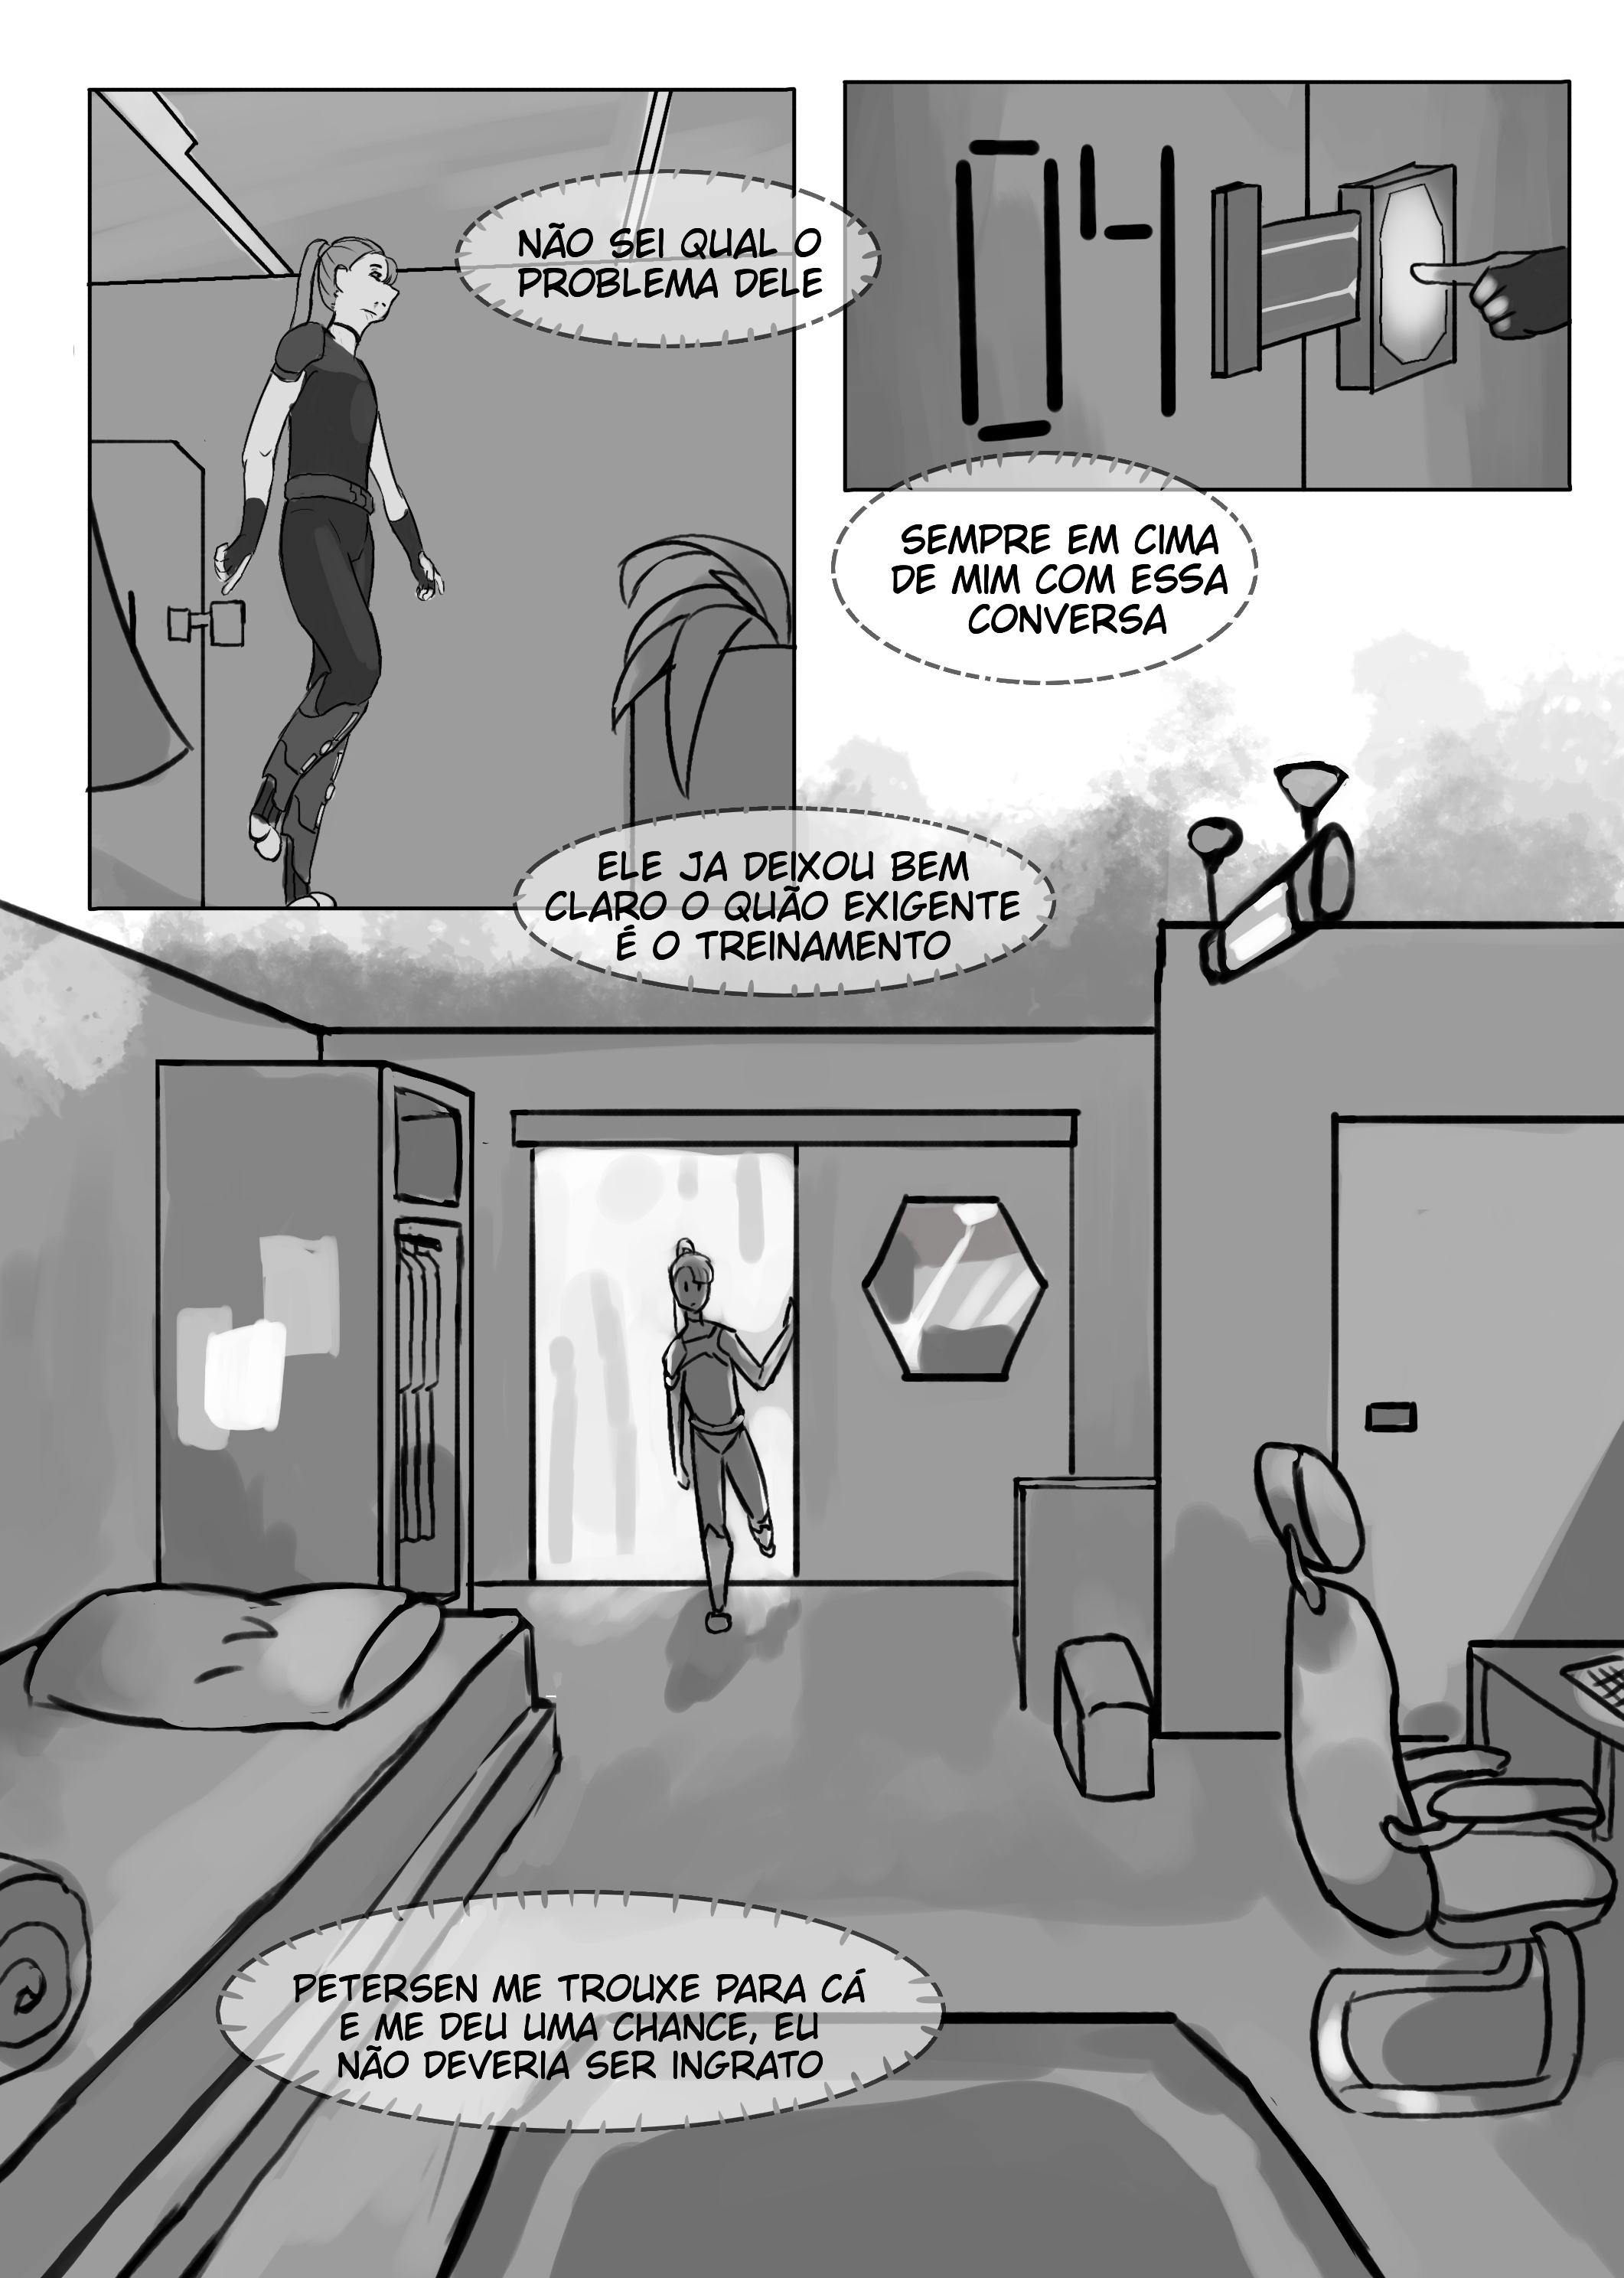 NÃO SEI QUAL O
PROBLEMA DELE
04
SEMPRE EM CIMA
DE MIM COM ESSA
CONVERSA
ELE JA DEIXOU BEM
CLARO O QUÃO EXIGENTE
É O TREINAMENTO
PETERSEN ME TROUXE PARA CÁ
E ME DEU UMA CHANCE, EU
NÃO DEVERIA SER INGRATO